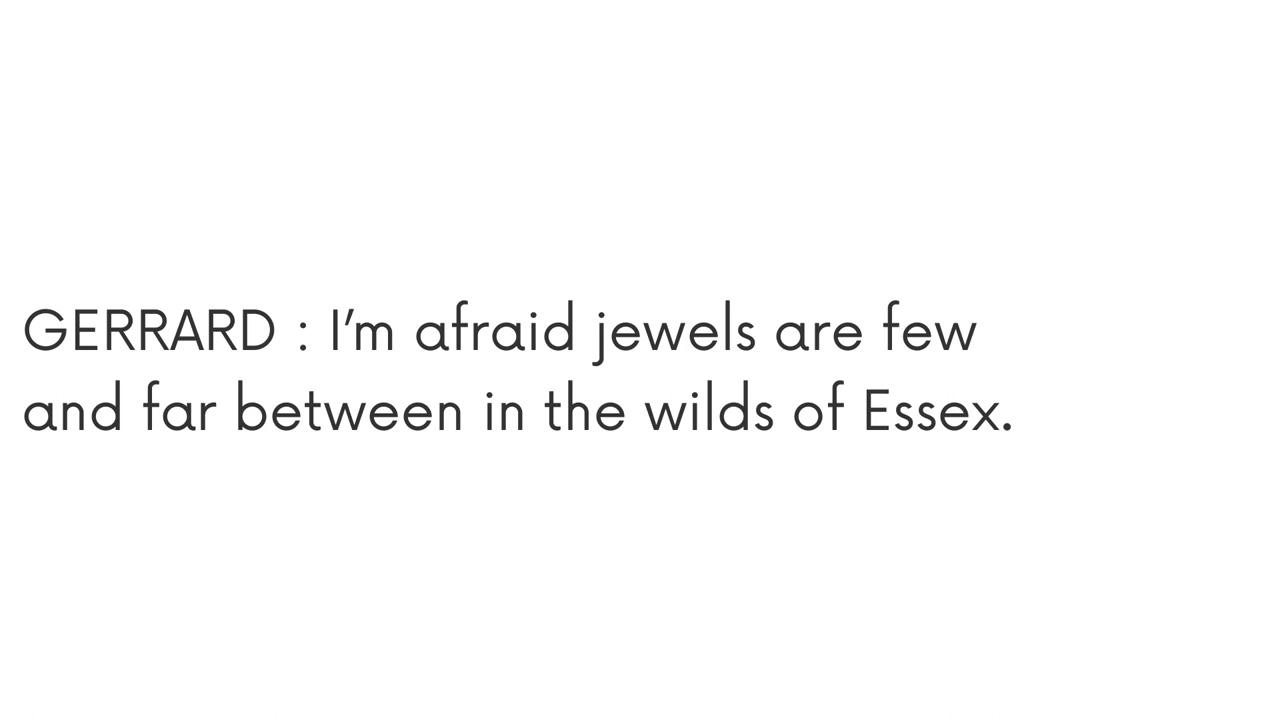 GERRARD : I’m afraid jewels are few
and far between in the wilds of Essex.